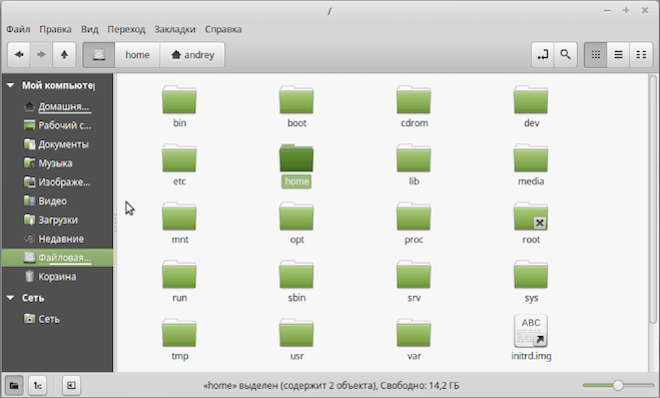 /
Файл Правка Вид Переход Закладки Справка
home andrey
Мой компьютер
Домашня...
Рабочий с...
Документы
Музыка
Изображе...
Видео
Загрузки
Недавние
Файловая...
Корзина
Сеть
Сеть
bin boot cdrom dev
etc home lib media
mnt opt proc root
run sbin srv sys
tmp usr var ABC
initrd.img
«home» выделен (содержит 2 объекта), Свободно: 14,2 ГБ